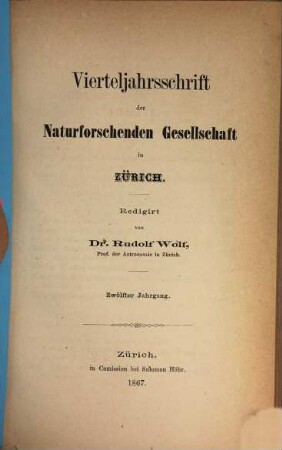 Vierteljahrsschrift
der
Naturforschenden Gesellschaft
in
ZÜRICH.
Redigirt
von
Dr. Rudolf Wolf,
Prof. der Astronomie in Zürich.
Zwölfter Jahrgang.
Zürich,
in Comission bei Salomon Höhr.
1867.